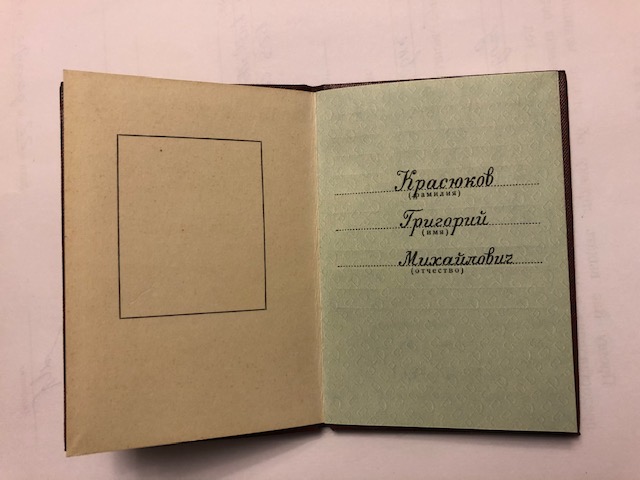 Красюков
(фамилия)
Григорий
(имя)
Михайлович
(отчество)